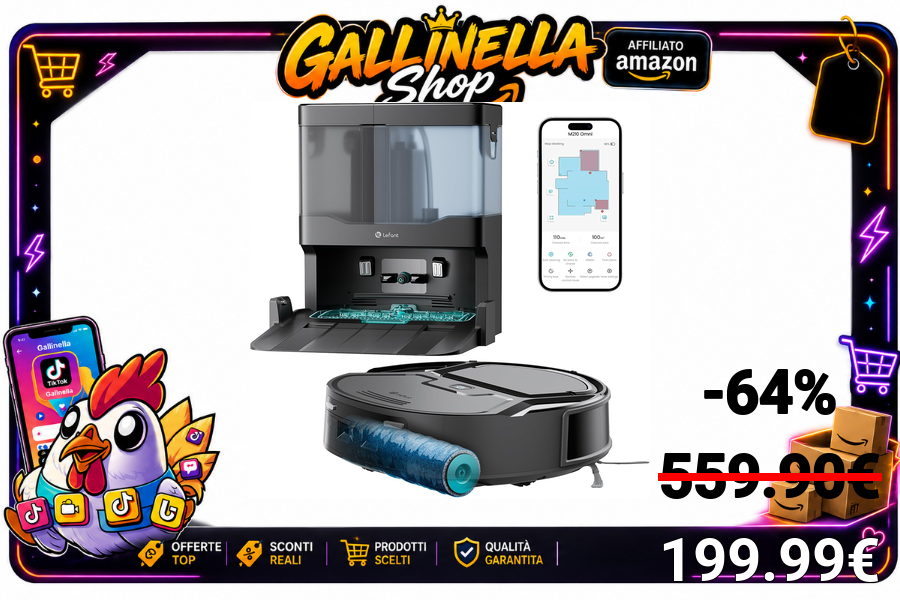 GALLINELLA
Shop
AFFILIATO
amazon
M210 Omni
Lefant
Gallinella
TikTok
Gallinella
-64%
559.90€
199.99€
OFFERTE
TOP
SCONTI
REALI
PRODOTTI
SCELTI
QUALITÀ
GARANTITA